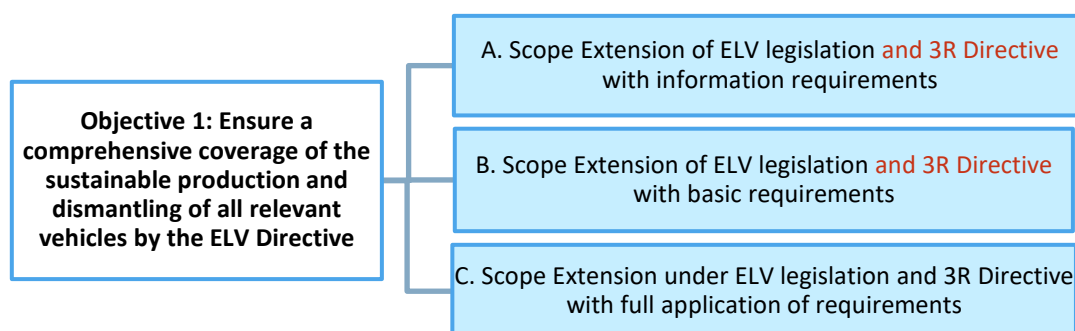 Objective 1: Ensure a
comprehensive coverage of the
sustainable production and
dismantling of all relevant
vehicles by the ELV Directive
A. Scope Extension of ELV legislation and 3R Directive
with information requirements
B. Scope Extension of ELV legislation and 3R Directive
with basic requirements
C. Scope Extension under ELV legislation and 3R Directive
with full application of requirements